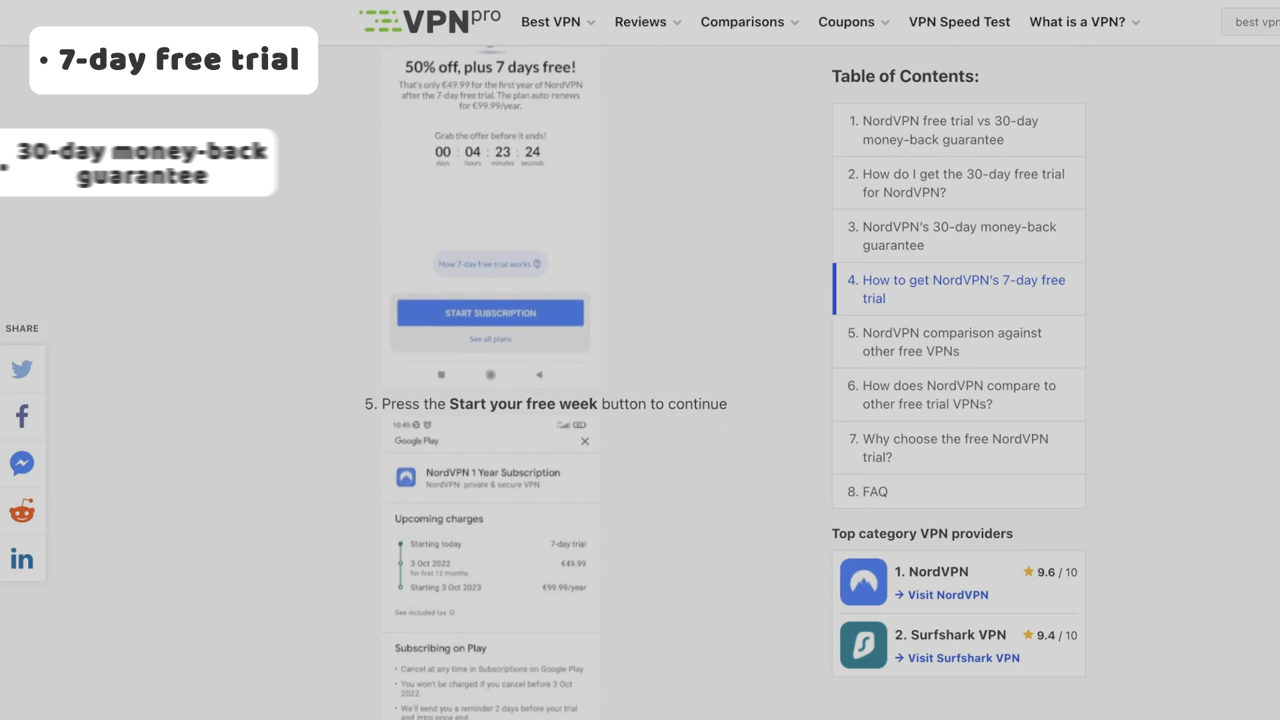 VPNpro
Best VPN
Reviews
Comparisons
Coupons
VPN Speed Test
What is a VPN?
best vpn
• 7-day free trial
• 30-day money-back
guarantee
50% off, plus 7 days free!
That's only €49.99 for the first year of NordVPN
after the 7-day free trial. The plan auto-renews
for €99.99/year.
Grab the offer before it ends!
00 : 04 : 23 : 24
days hours minutes seconds
How 7-day free trial works
START SUBSCRIPTION
See all plans
5. Press the Start your free week button to continue
10:45
Google Play
NordVPN 1 Year Subscription
NordVPN: private & secure VPN
Upcoming charges
Starting today 7-day trial
3 Oct 2022 €49.99
for first 12 months
Starting 3 Oct 2023 €99.99/year
See included tax
Subscribing on Play
• Cancel at any time in Subscriptions on Google Play
• You won't be charged if you cancel before 3 Oct
2022.
• We'll send you a reminder 2 days before your trial
and intro price end
SHARE
Table of Contents:
1. NordVPN free trial vs 30-day
money-back guarantee
2. How do I get the 30-day free trial
for NordVPN?
3. NordVPN's 30-day money-back
guarantee
4. How to get NordVPN's 7-day free
trial
5. NordVPN comparison against
other free VPNs
6. How does NordVPN compare to
other free trial VPNs?
7. Why choose the free NordVPN
trial?
8. FAQ
Top category VPN providers
1. NordVPN 9.6 / 10
→ Visit NordVPN
2. Surfshark VPN 9.4 / 10
→ Visit Surfshark VPN